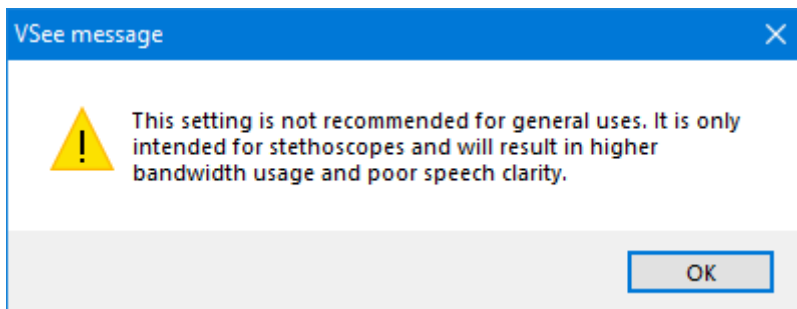 VSee message
This setting is not recommended for general uses. It is only
intended for stethoscopes and will result in higher
bandwidth usage and poor speech clarity.
OK